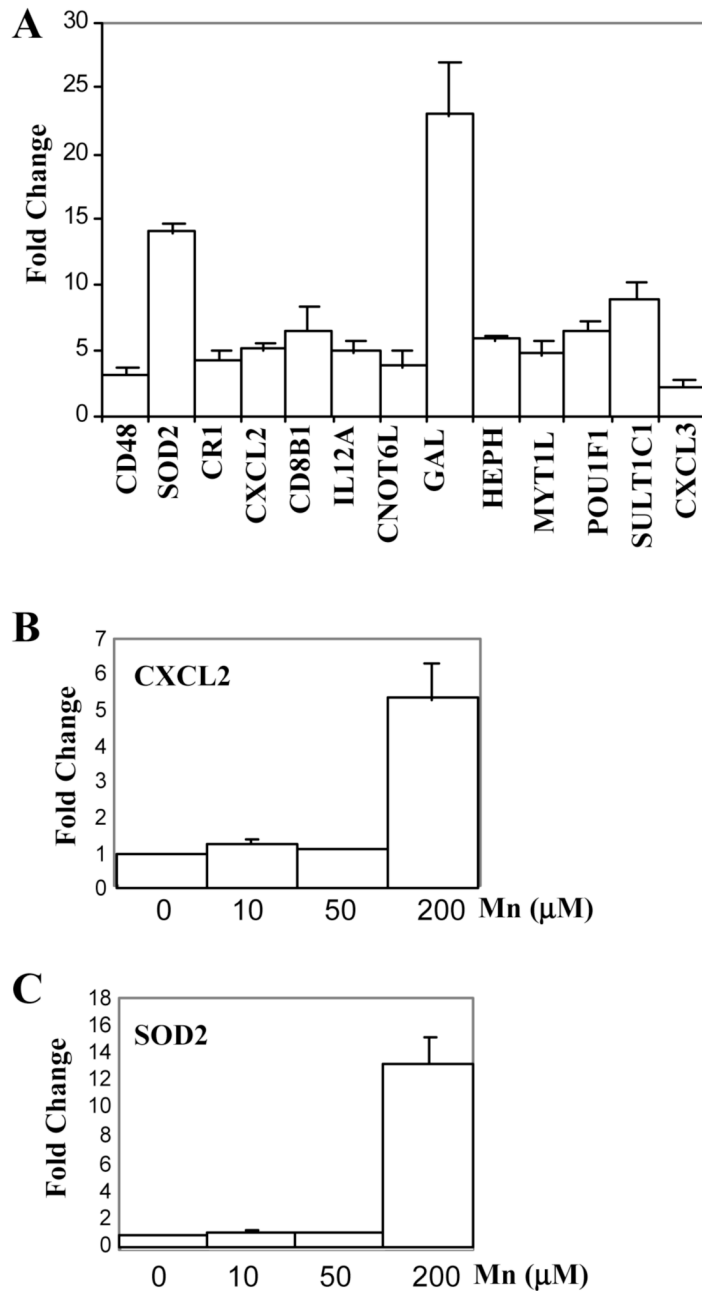 A
Fold Change
30
25
20
15
10
5
0
CD48
SOD2
CR1
CXCL2
CD8B1
IL12A
CNOT6L
GAL
HEPH
MYT1L
POU1F1
SULT1C1
CXCL3
B
CXCL2
Fold Change
7
6
5
4
3
2
1
0
0 10 50 200 Mn (μM)
C
SOD2
Fold Change
18
16
14
12
10
8
6
4
2
0
0 10 50 200 Mn (μM)